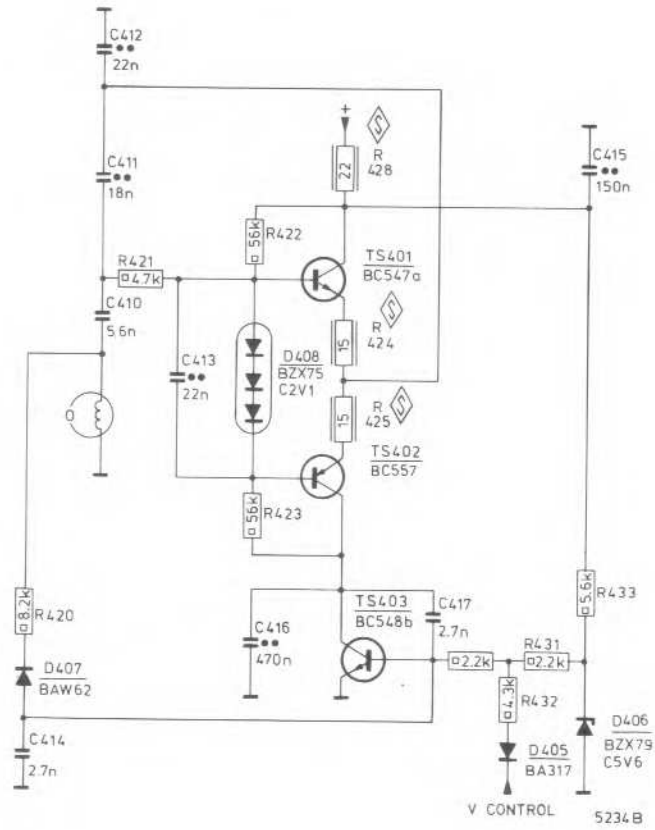 C412
22n
C411
18n
R421
4.7k
C410
5.6n
C413
22n
56k
R422
D408
BZX75
C2V1
+
S
22
R
428
TS401
BC547a
15
R
424
S
15
R
425
S
TS402
BC557
56k
R423
C415
150n
O
8.2k
R420
D407
BAW62
C414
2.7n
C416
470n
TS403
BC548b
C417
2.7n
2.2k
R431
2.2k
4.3k
R432
D405
BA317
5.6k
R433
D406
BZX79
C5V6
V CONTROL
5234B